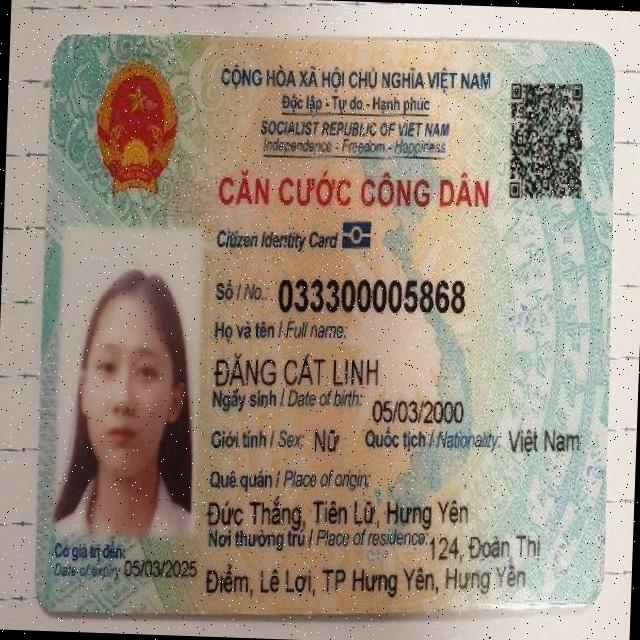 CỘNG HÒA XÃ HỘI CHỦ NGHĨA VIỆT NAM
Độc lập - Tự do - Hạnh phúc
SOCIALIST REPUBLIC OF VIET NAM
Independence - Freedom - Happiness
CĂN CƯỚC CÔNG DÂN
Citizen Identity Card
Số / No.: 033300005868
Họ và tên / Full name:
ĐẶNG CÁT LINH
Ngày sinh / Date of birth: 05/03/2000
Giới tính / Sex: Nữ Quốc tịch / Nationality: Việt Nam
Quê quán / Place of origin:
Đức Thắng, Tiên Lữ, Hưng Yên
Nơi thường trú / Place of residence: 124, Đoàn Thị
Điểm, Lê Lợi, TP Hưng Yên, Hưng Yên
Có giá trị đến:
Date of expiry 05/03/2025